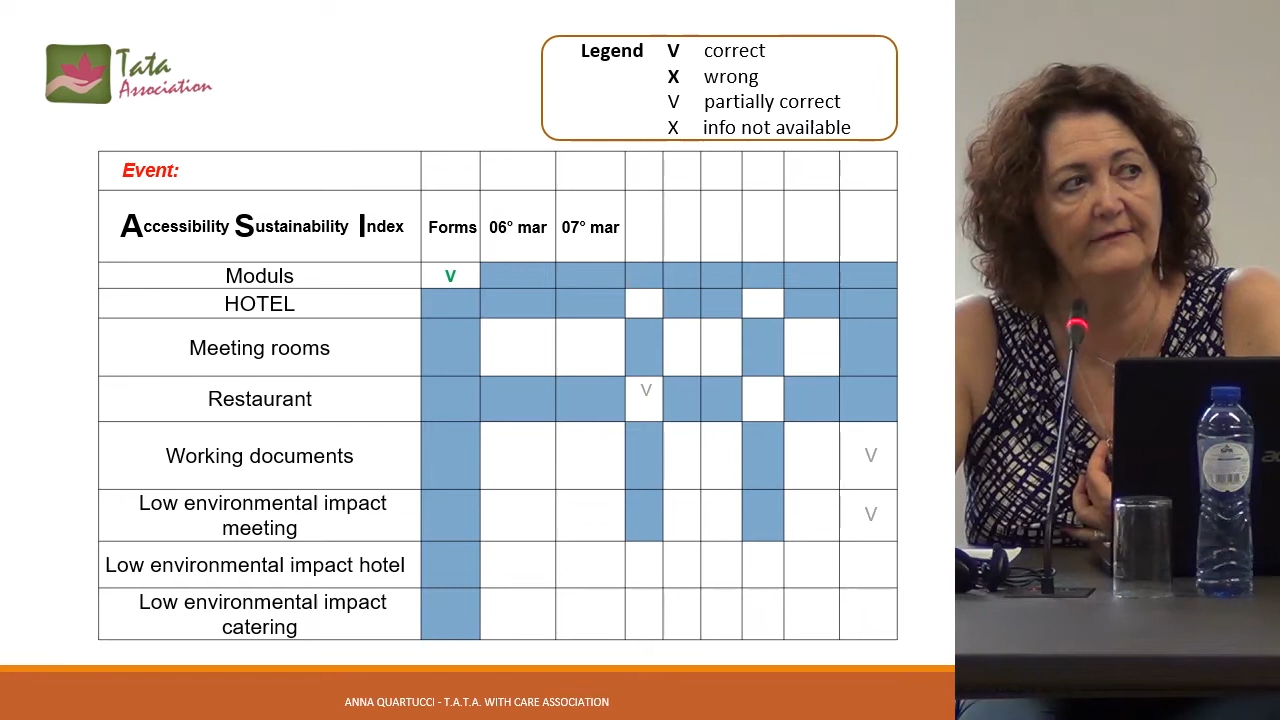 Tata
Association
Legend V correct
X wrong
V partially correct
X info not available
Event:
Accessibility Sustainability Index Forms 06° mar 07° mar
Moduls V
HOTEL
Meeting rooms
Restaurant V
Working documents V
Low environmental impact
meeting V
Low environmental impact hotel
Low environmental impact
catering
ANNA QUARTUCCI - T.A.T.A. WITH CARE ASSOCIATION